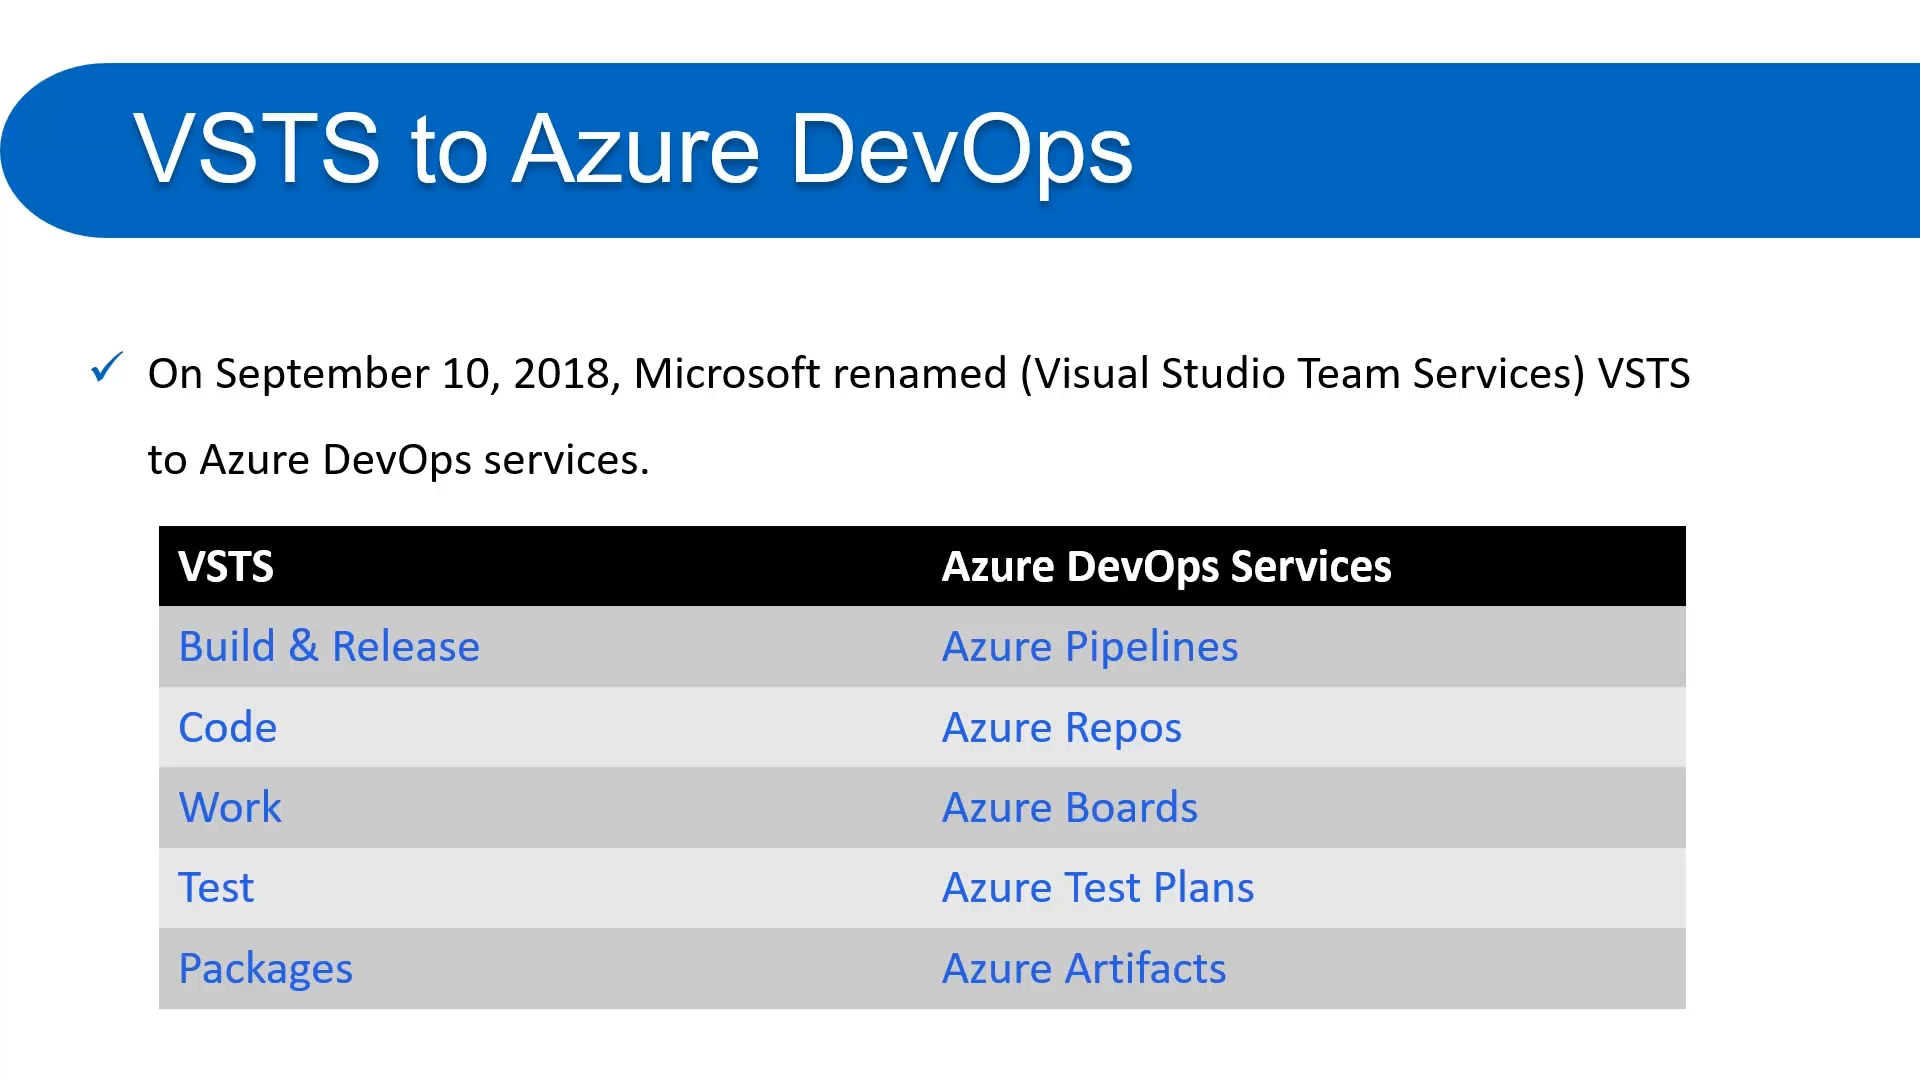 VSTS to Azure DevOps
On September 10, 2018, Microsoft renamed (Visual Studio Team Services) VSTS
to Azure DevOps services.
VSTS Azure DevOps Services
Build & Release Azure Pipelines
Code Azure Repos
Work Azure Boards
Test Azure Test Plans
Packages Azure Artifacts